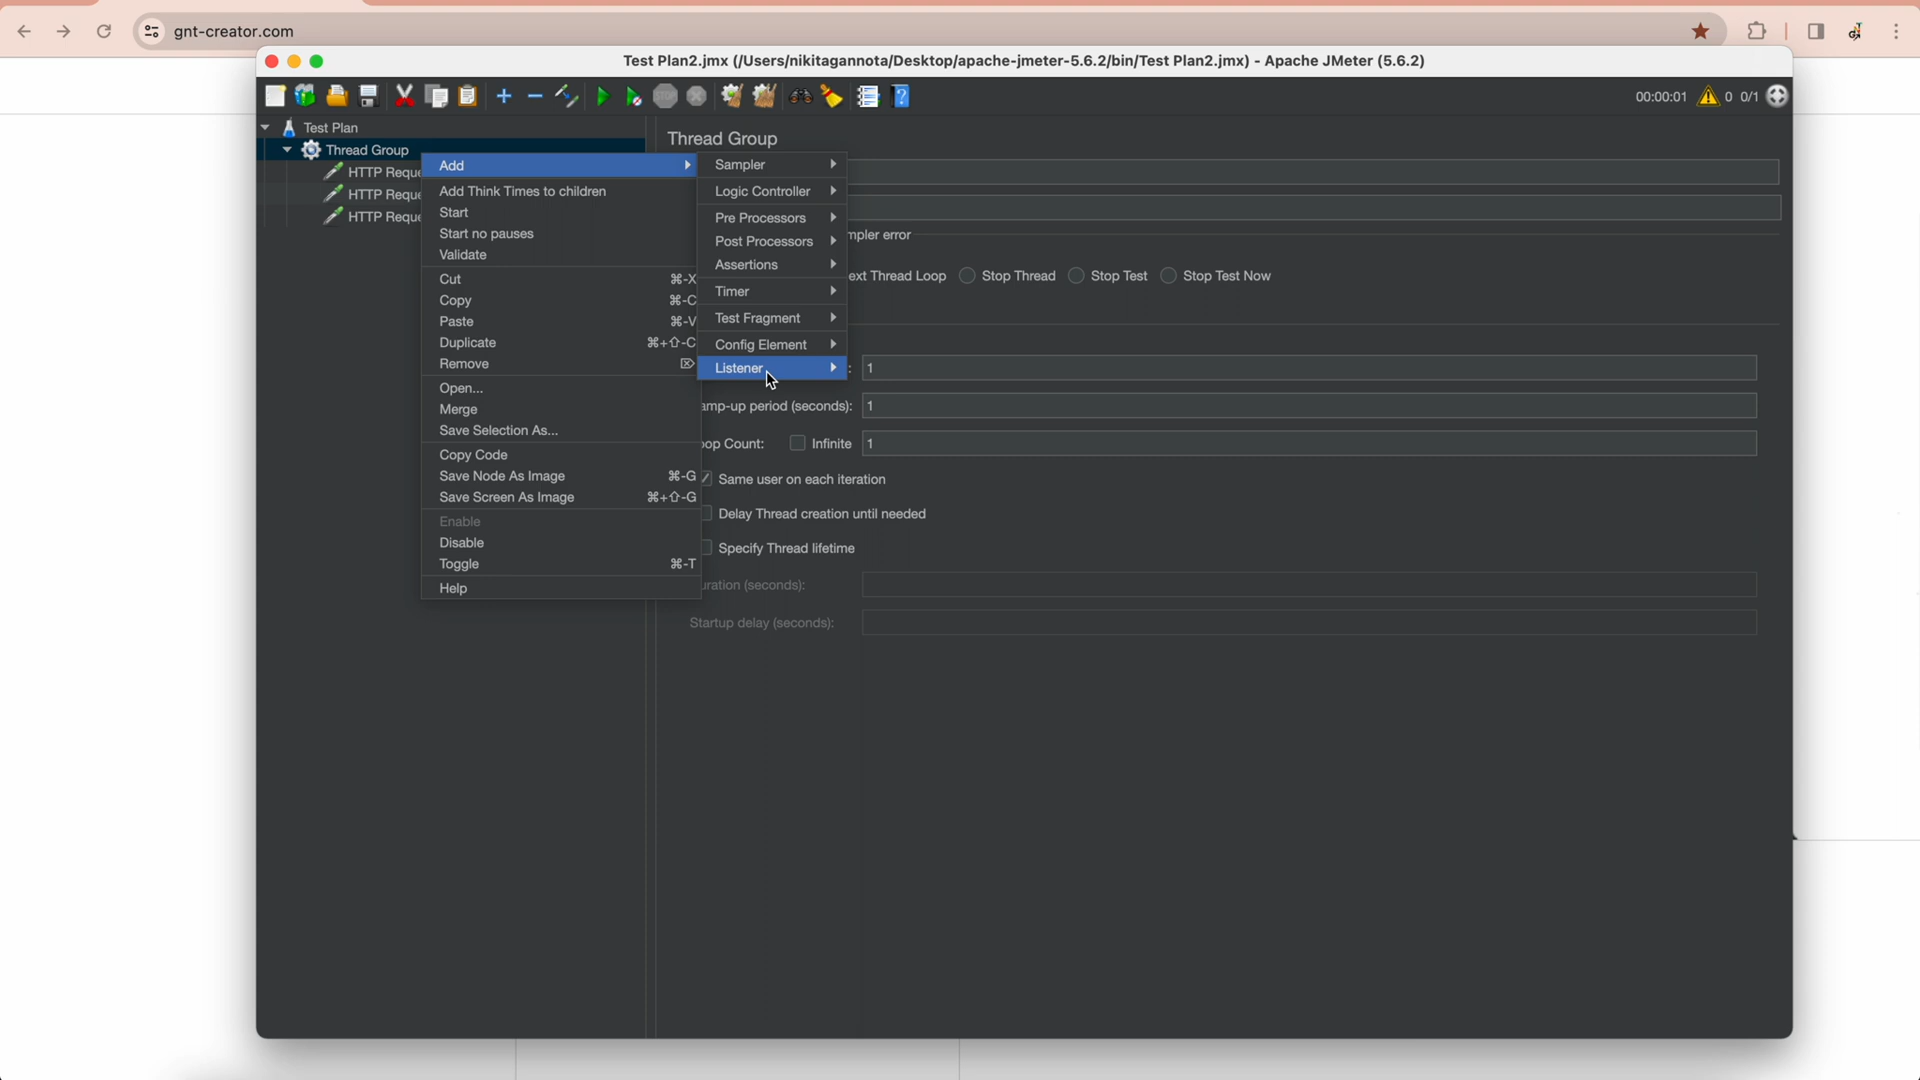 gnt-creator.com
Test Plan2.jmx (/Users/nikitagannota/Desktop/apache-jmeter-5.6.2/bin/Test Plan2.jmx) - Apache JMeter (5.6.2)
STOP
00:00:01 0 0/1
Test Plan
Thread Group
HTTP Reque
HTTP Reque
HTTP Reque
Add
Add Think Times to children
Start
Start no pauses
Validate
Cut ⌘-X
Copy ⌘-C
Paste ⌘-V
Duplicate ⌘+⇧-C
Remove ⌦
Open...
Merge
Save Selection As...
Copy Code
Save Node As Image ⌘-G
Save Screen As Image ⌘+⇧-G
Enable
Disable
Toggle ⌘-T
Help
Sampler
Logic Controller
Pre Processors
Post Processors
Assertions
Timer
Test Fragment
Config Element
Listener
Thread Group
mpler error
ext Thread Loop Stop Thread Stop Test Stop Test Now
: 1
amp-up period (seconds): 1
oop Count: Infinite 1
Same user on each iteration
Delay Thread creation until needed
Specify Thread lifetime
uration (seconds):
Startup delay (seconds):